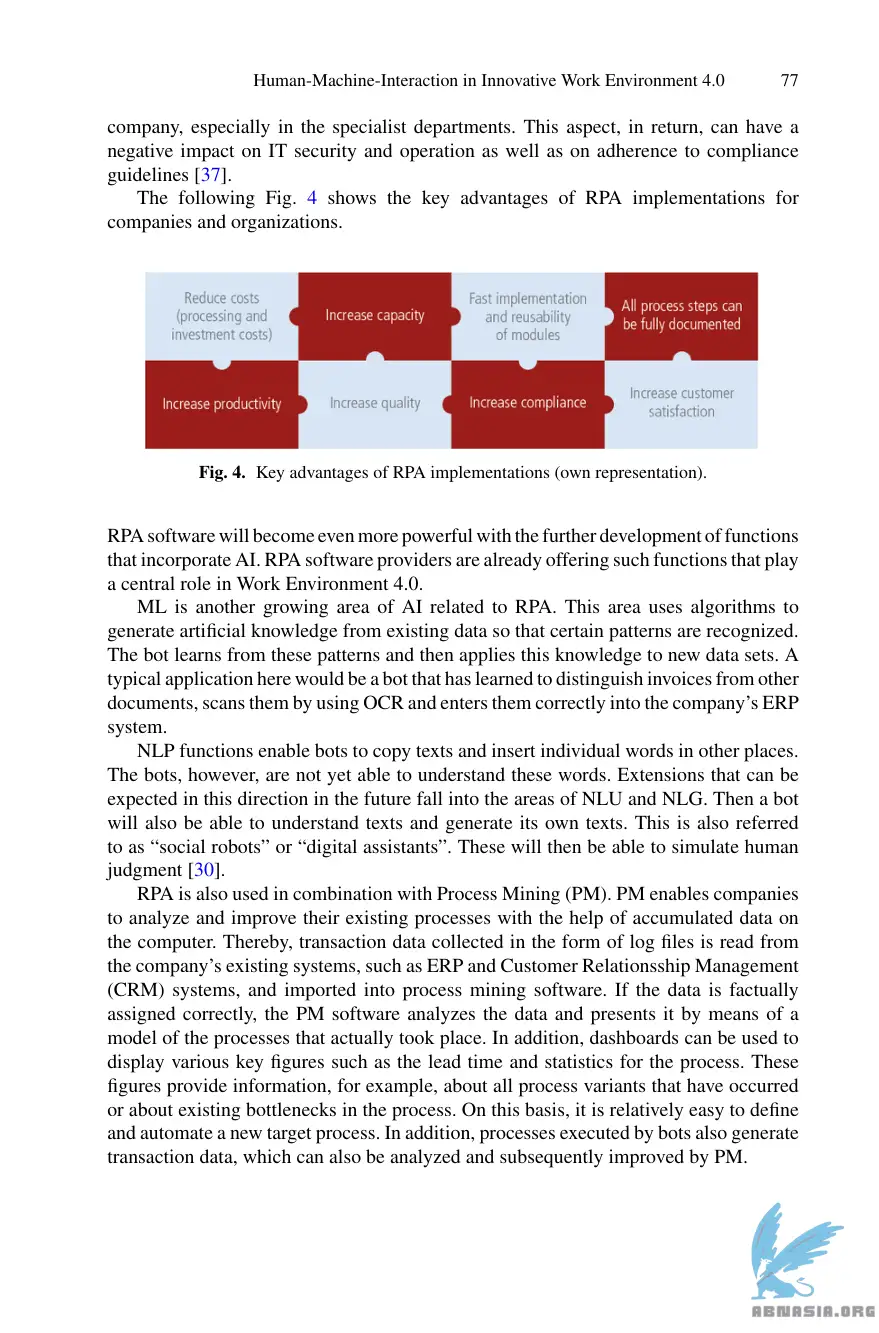 Human-Machine-Interaction in Innovative Work Environment 4.0 77
company, especially in the specialist departments. This aspect, in return, can have a
negative impact on IT security and operation as well as on adherence to compliance
guidelines [37].
The following Fig. 4 shows the key advantages of RPA implementations for
companies and organizations.
Reduce costs
(processing and
investment costs)
Increase capacity
Fast implementation
and reusability
of modules
All process steps can
be fully documented
Increase productivity
Increase quality
Increase compliance
Increase customer
satisfaction
Fig. 4. Key advantages of RPA implementations (own representation).
RPA software will become even more powerful with the further development of functions
that incorporate AI. RPA software providers are already offering such functions that play
a central role in Work Environment 4.0.
ML is another growing area of AI related to RPA. This area uses algorithms to
generate artificial knowledge from existing data so that certain patterns are recognized.
The bot learns from these patterns and then applies this knowledge to new data sets. A
typical application here would be a bot that has learned to distinguish invoices from other
documents, scans them by using OCR and enters them correctly into the company's ERP
system.
NLP functions enable bots to copy texts and insert individual words in other places.
The bots, however, are not yet able to understand these words. Extensions that can be
expected in this direction in the future fall into the areas of NLU and NLG. Then a bot
will also be able to understand texts and generate its own texts. This is also referred
to as “social robots” or “digital assistants”. These will then be able to simulate human
judgment [30].
RPA is also used in combination with Process Mining (PM). PM enables companies
to analyze and improve their existing processes with the help of accumulated data on
the computer. Thereby, transaction data collected in the form of log files is read from
the company's existing systems, such as ERP and Customer Relationsship Management
(CRM) systems, and imported into process mining software. If the data is factually
assigned correctly, the PM software analyzes the data and presents it by means of a
model of the processes that actually took place. In addition, dashboards can be used to
display various key figures such as the lead time and statistics for the process. These
figures provide information, for example, about all process variants that have occurred
or about existing bottlenecks in the process. On this basis, it is relatively easy to define
and automate a new target process. In addition, processes executed by bots also generate
transaction data, which can also be analyzed and subsequently improved by PM.
ABNASIA.ORG